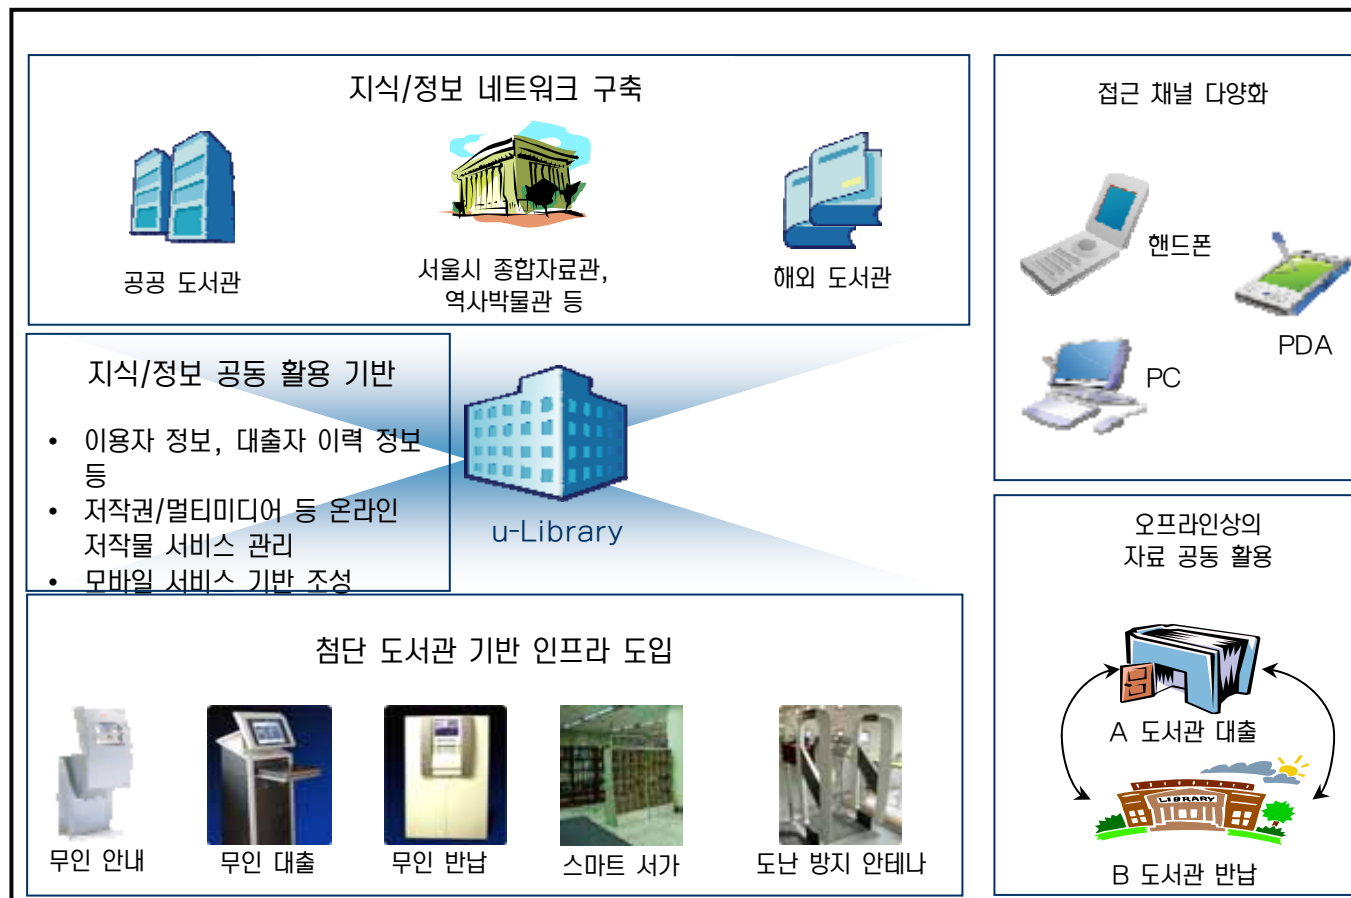 지식/정보 네트워크 구축
공공 도서관
서울시 종합자료관,
역사박물관 등
해외 도서관
접근 채널 다양화
핸드폰
PDA
PC
지식/정보 공동 활용 기반
• 이용자 정보, 대출자 이력 정보
등
• 저작권/멀티미디어 등 온라인
저작물 서비스 관리
• 모바일 서비스 기반 조성
u-Library
오프라인상의
자료 공동 활용
A 도서관 대출
LIBRARY
B 도서관 반납
첨단 도서관 기반 인프라 도입
무인 안내
무인 대출
무인 반납
스마트 서가
도난 방지 안테나